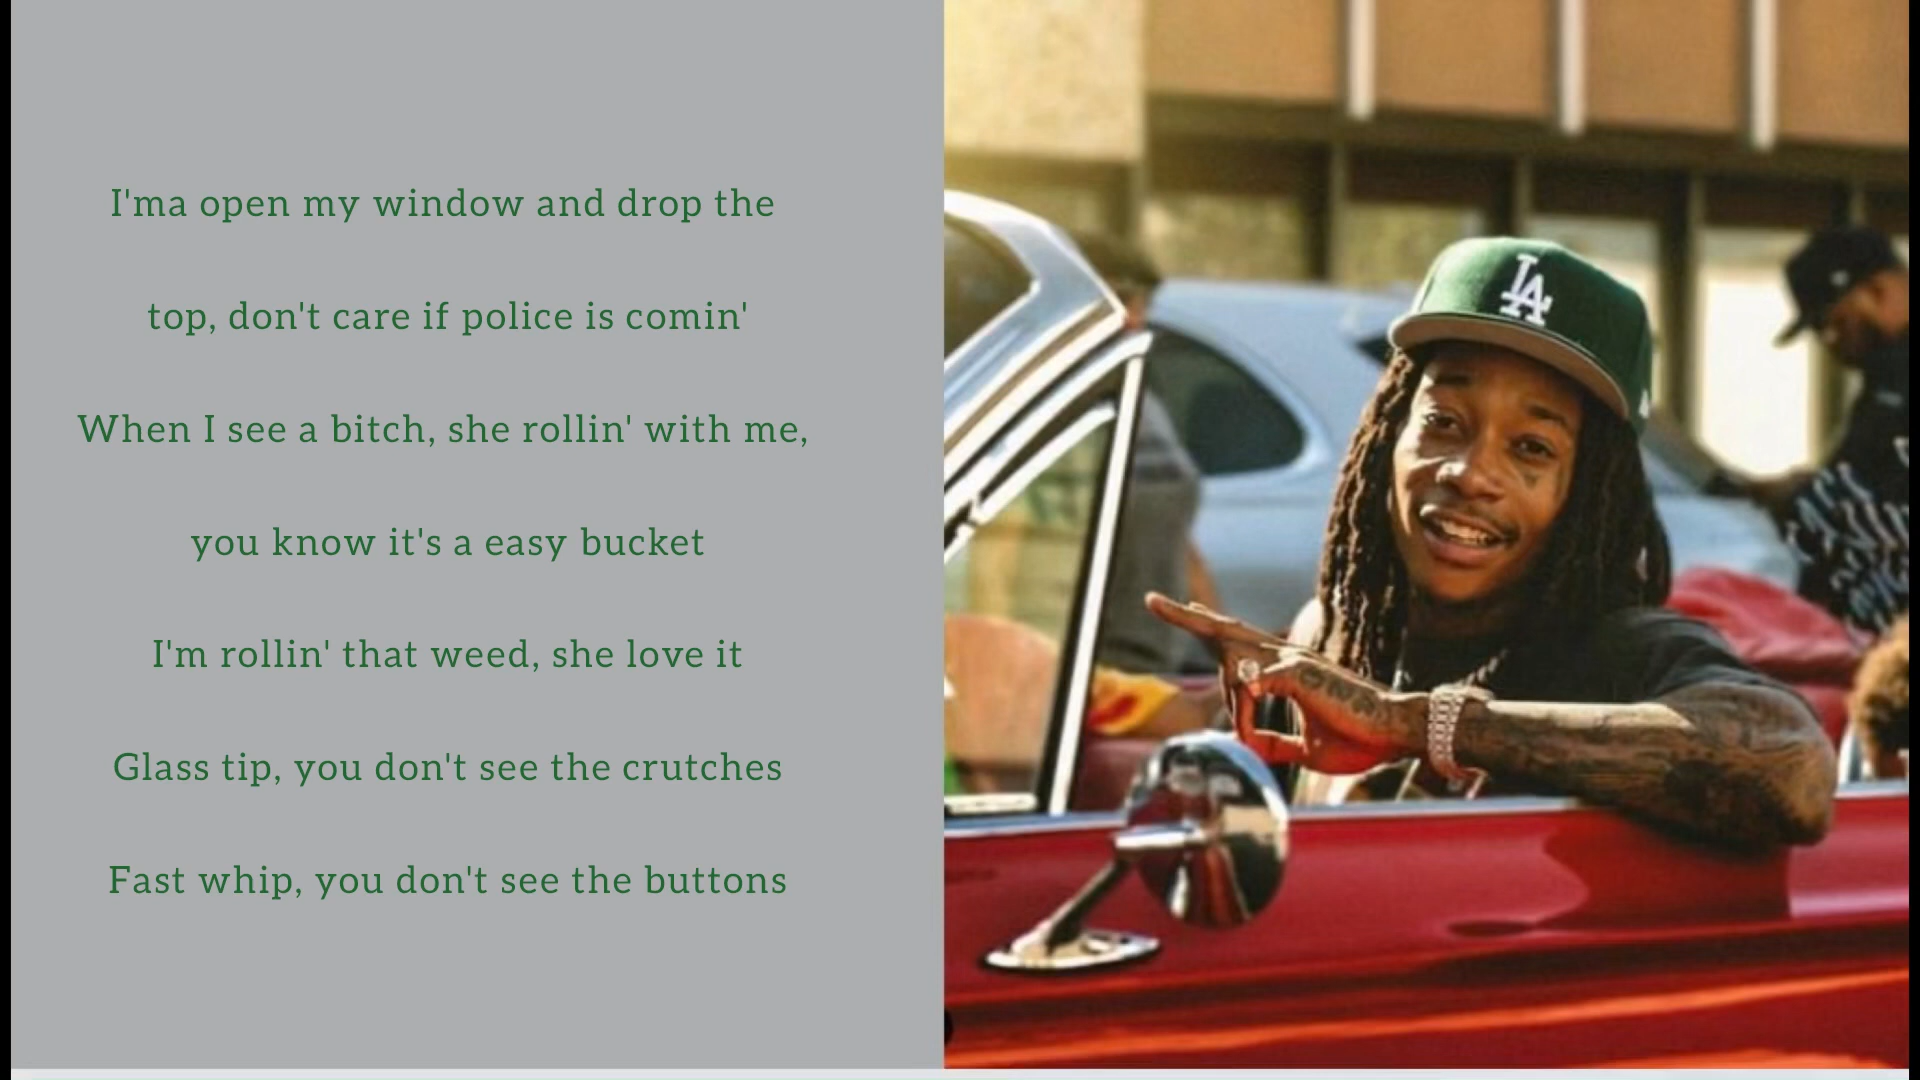 I'ma open my window and drop the
top, don't care if police is comin'
When I see a bitch, she rollin' with me,
you know it's a easy bucket
I'm rollin' that weed, she love it
Glass tip, you don't see the crutches
Fast whip, you don't see the buttons
LA